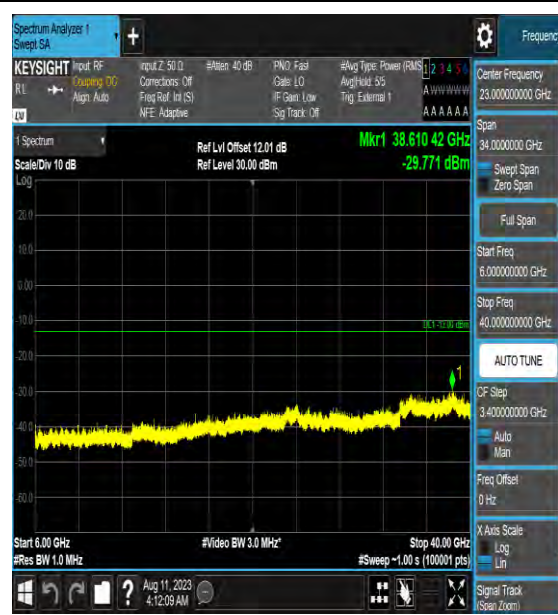 Spectrum Analyzer 1
Swept SA
Frequenc
KEYSIGHT Input: RF Input Z: 50 Ω #Atten: 40 dB PNO: Fast #Avg Type: Power (RMS 1 2 3 4 5 6
RL Coupling: DC Corrections: Off Gate: LO Avg|Hold: 5/5 A W W W W W
Align: Auto Freq Ref: Int (S) IF Gain: Low Trig: External 1
LXI NFE: Adaptive Sig Track: Off A A A A A A
1 Spectrum Ref Lvl Offset 12.01 dB Mkr1 38.610 42 GHz
Scale/Div 10 dB Ref Level 30.00 dBm -29.771 dBm
Log
20.0
10.0
0.00
-10.0
DL1 -13.00 dBm
-20.0
1
-30.0
-40.0
-50.0
-60.0
Start 6.00 GHz #Video BW 3.0 MHz* Stop 40.00 GHz
#Res BW 1.0 MHz #Sweep ~1.00 s (100001 pts)
Aug 11, 2023
4:12:09 AM
Center Frequency
23.000000000 GHz
Span
34.0000000 GHz
Swept Span
Zero Span
Full Span
Start Freq
6.000000000 GHz
Stop Freq
40.000000000 GHz
AUTO TUNE
CF Step
3.400000000 GHz
Auto
Man
Freq Offset
0 Hz
X Axis Scale
Log
Lin
Signal Track
(Span Zoom)